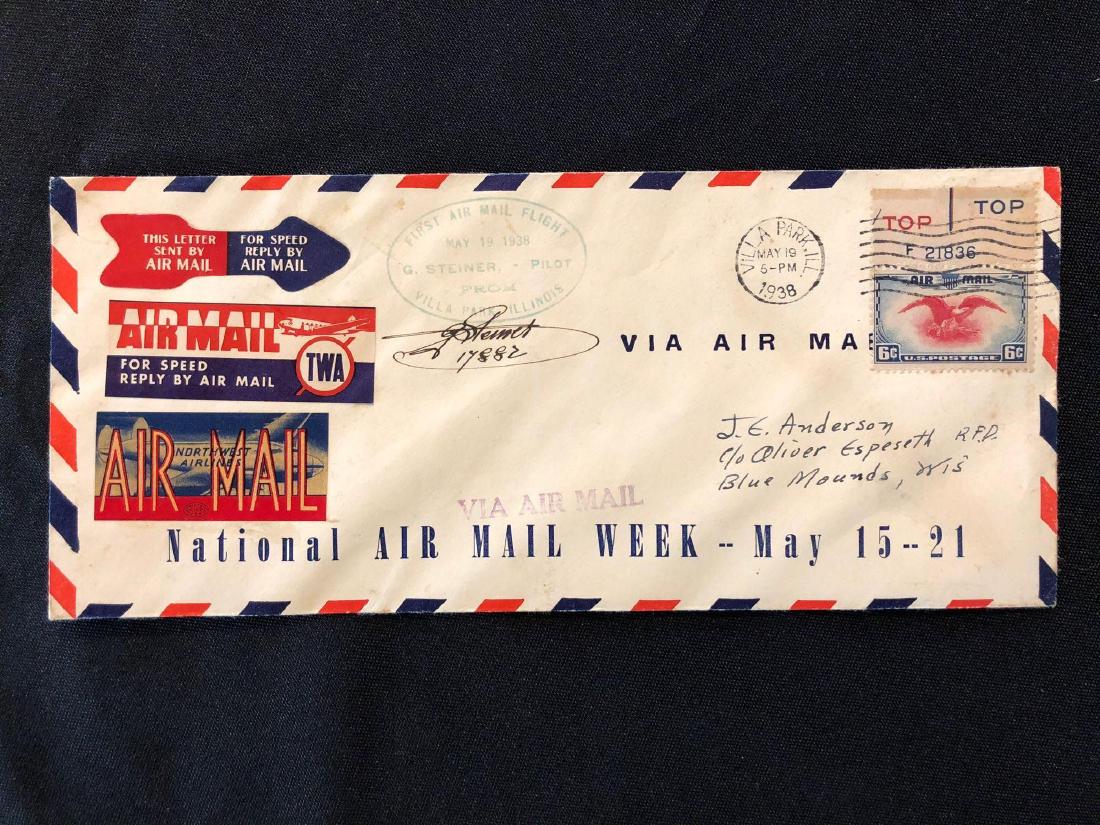 THIS LETTER
SENT BY
AIR MAIL
FOR SPEED
REPLY BY
AIR MAIL
AIR MAIL
TWA
FOR SPEED
REPLY BY AIR MAIL
AIR MAIL
NORTHWEST
AIRLINES
FIRST AIR MAIL FLIGHT
MAY 19 1938
G. STEINER, - PILOT
FROM
VILLA PARK, ILLINOIS
G Steiner
17882
VILLA PARK, ILL.
MAY 19
5-PM
1938
TOP
TOP
F 21836
AIR MAIL
6¢ U.S. POSTAGE 6¢
VIA AIR MA
J. E. Anderson
c/o Oliver Espeseth R.F.D.
Blue Mounds, Wis
VIA AIR MAIL
National AIR MAIL WEEK -- May 15--21